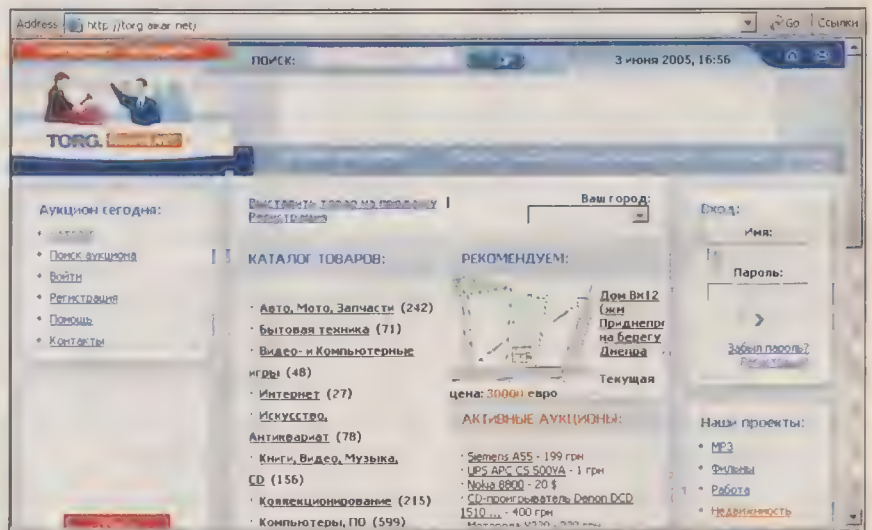 Address http://torg.awar.net/ Go Ссылки
ПОИСК:
3 июня 2005, 16:56
TORG.
Аукцион сегодня:
Поиск аукциона
Войти
Регистрация
Помощь
Контакты
Выставить товар на продажу |
Регистрация
Ваш город:
КАТАЛОГ ТОВАРОВ:
· Авто, Мото, Запчасти (242)
· Бытовая техника (71)
· Видео- и Компьютерные
игры (48)
· Интернет (27)
· Искусство,
Антиквариат (78)
· Книги, Видео, Музыка,
CD (156)
· Коллекционирование (215)
· Компьютеры, ПО (599)
РЕКОМЕНДУЕМ:
Дом 8х12
(жм
Приднепр
на берегу
Днепра
Текущая
цена: 30000 евро
АКТИВНЫЕ АУКЦИОНЫ:
· Siemens A55 - 199 грн
· UPS APC CS 500VA - 1 грн
· Nokia 8800 - 20 $
· CD-проигрыватель Denon DCD
1510 ... - 400 грн
Вход:
Имя:
Пароль:
Забыл пароль?
Регистрация
Наши проекты:
MP3
Фильмы
Работа
Недвижимость